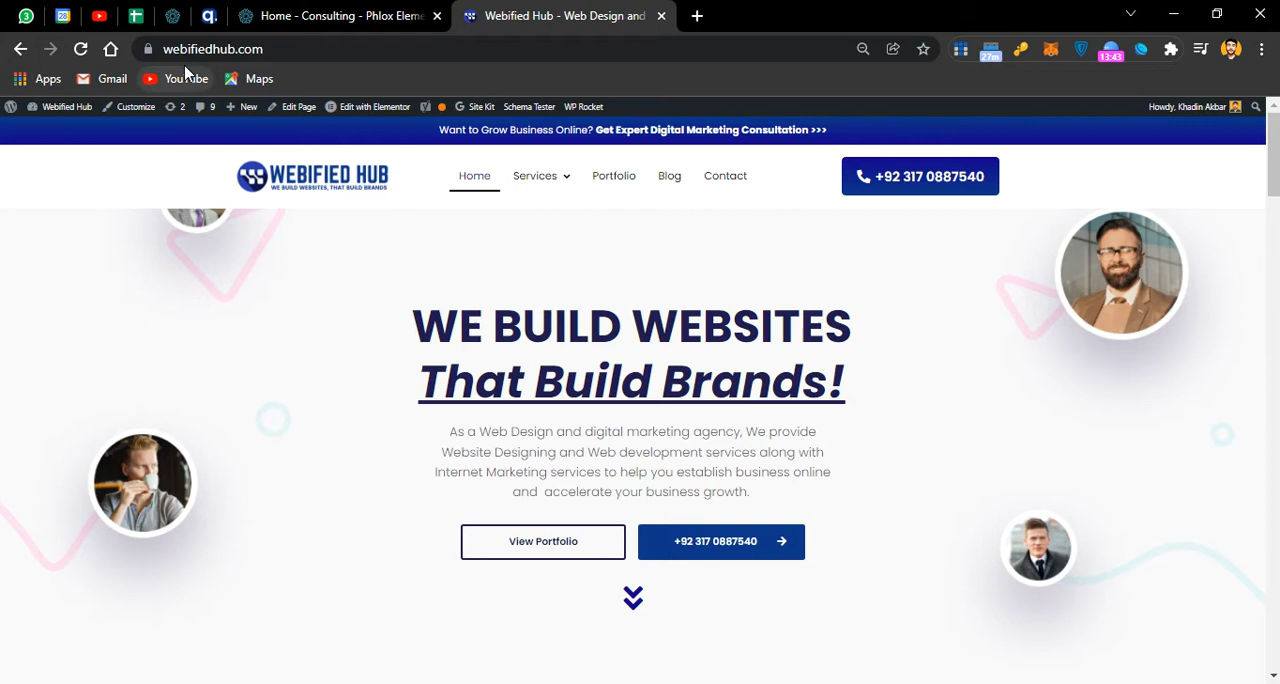 Home - Consulting - Phlox Eleme
Webified Hub - Web Design and
webifiedhub.com
27m
13:43
Apps
Gmail
YouTube
Maps
Webified Hub
Customize
2
9
New
Edit Page
Edit with Elementor
Site Kit
Schema Tester
WP Rocket
Howdy, Khadin Akbar
Want to Grow Business Online? Get Expert Digital Marketing Consultation >>>
WEBIFIED HUB
WE BUILD WEBSITES, THAT BUILD BRANDS
Home
Services
Portfolio
Blog
Contact
+92 317 0887540
WE BUILD WEBSITES
That Build Brands!
As a Web Design and digital marketing agency, We provide
Website Designing and Web development services along with
Internet Marketing services to help you establish business online
and accelerate your business growth.
View Portfolio
+92 317 0887540